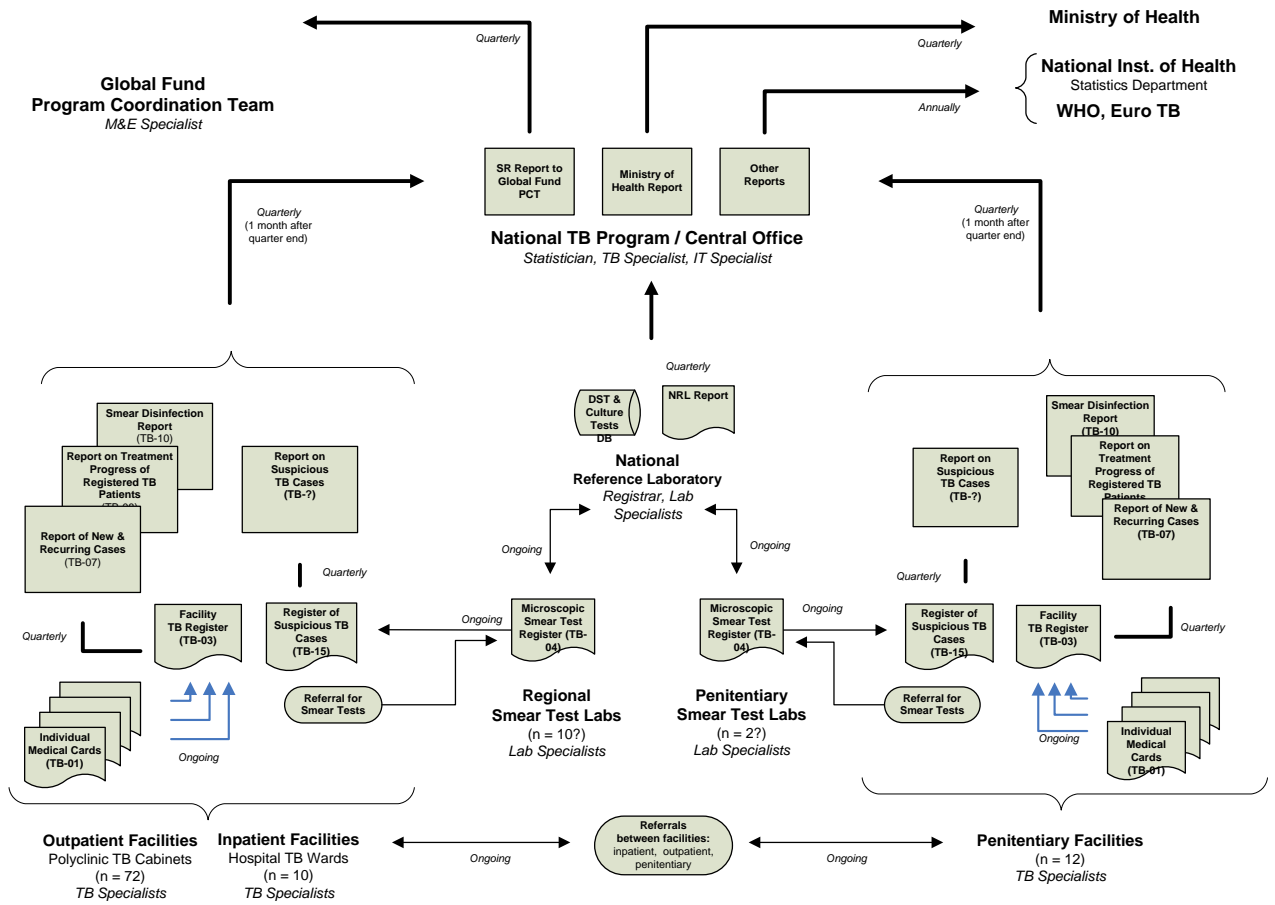 Ministry of Health
Quarterly
Quarterly
National Inst. of Health
Statistics Department
WHO, Euro TB
Annually
Global Fund
Program Coordination Team
M&E Specialist
SR Report to
Global Fund
PCT
Ministry of
Health Report
Other
Reports
Quarterly
(1 month after
quarter end)
Quarterly
(1 month after
quarter end)
National TB Program / Central Office
Statistician, TB Specialist, IT Specialist
Quarterly
DST &
Culture
Tests
DB
NRL Report
National
Reference Laboratory
Registrar, Lab
Specialists
Smear Disinfection
Report
(TB-10)
Report on Treatment
Progress of
Registered TB
Patients
Report of New &
Recurring Cases
(TB-07)
Report on
Suspicious
TB Cases
(TB-?)
Quarterly
Quarterly
Facility
TB Register
(TB-03)
Register of
Suspicious TB
Cases
(TB-15)
Ongoing
Ongoing
Microscopic
Smear Test
Register (TB-
04)
Referral for
Smear Tests
Individual
Medical Cards
(TB-01)
Ongoing
Regional
Smear Test Labs
(n = 10?)
Lab Specialists
Ongoing
Microscopic
Smear Test
Register (TB-
04)
Ongoing
Penitentiary
Smear Test Labs
(n = 2?)
Lab Specialists
Report on
Suspicious
TB Cases
(TB-?)
Smear Disinfection
Report
(TB-10)
Report on
Treatment
Progress of
Registered TB
Patients
Report of New &
Recurring Cases
(TB-07)
Quarterly
Register of
Suspicious TB
Cases
(TB-15)
Facility
TB Register
(TB-03)
Quarterly
Referral for
Smear Tests
Ongoing
Individual
Medical
Cards
(TB-01)
Outpatient Facilities
Polyclinic TB Cabinets
(n = 72)
TB Specialists
Inpatient Facilities
Hospital TB Wards
(n = 10)
TB Specialists
Ongoing
Referrals
between facilities:
inpatient, outpatient,
penitentiary
Ongoing
Penitentiary Facilities
(n = 12)
TB Specialists